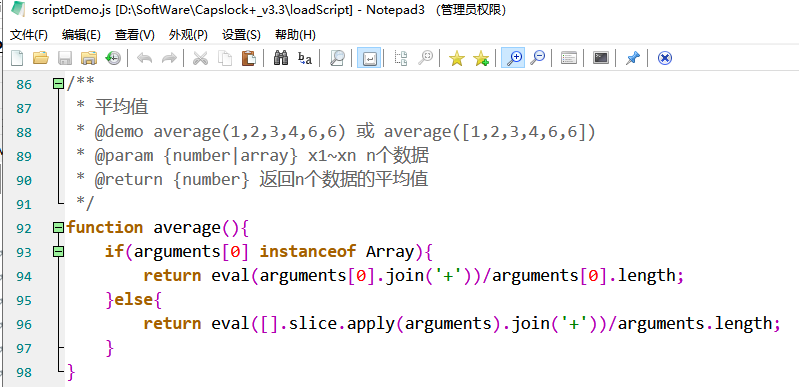 scriptDemo.js [D:\SoftWare\Capslock+_v3.3\loadScript] - Notepad3 (管理员权限)
文件(F) 编辑(E) 查看(V) 外观(P) 设置(S) 帮助(H)
86 /**
87 * 平均值
88 * @demo average(1,2,3,4,6,6) 或 average([1,2,3,4,6,6])
89 * @param {number|array} x1~xn n个数据
90 * @return {number} 返回n个数据的平均值
91 */
92 function average(){
93 if(arguments[0] instanceof Array){
94 return eval(arguments[0].join('+'))/arguments[0].length;
95 }else{
96 return eval([].slice.apply(arguments).join('+'))/arguments.length;
97 }
98 }